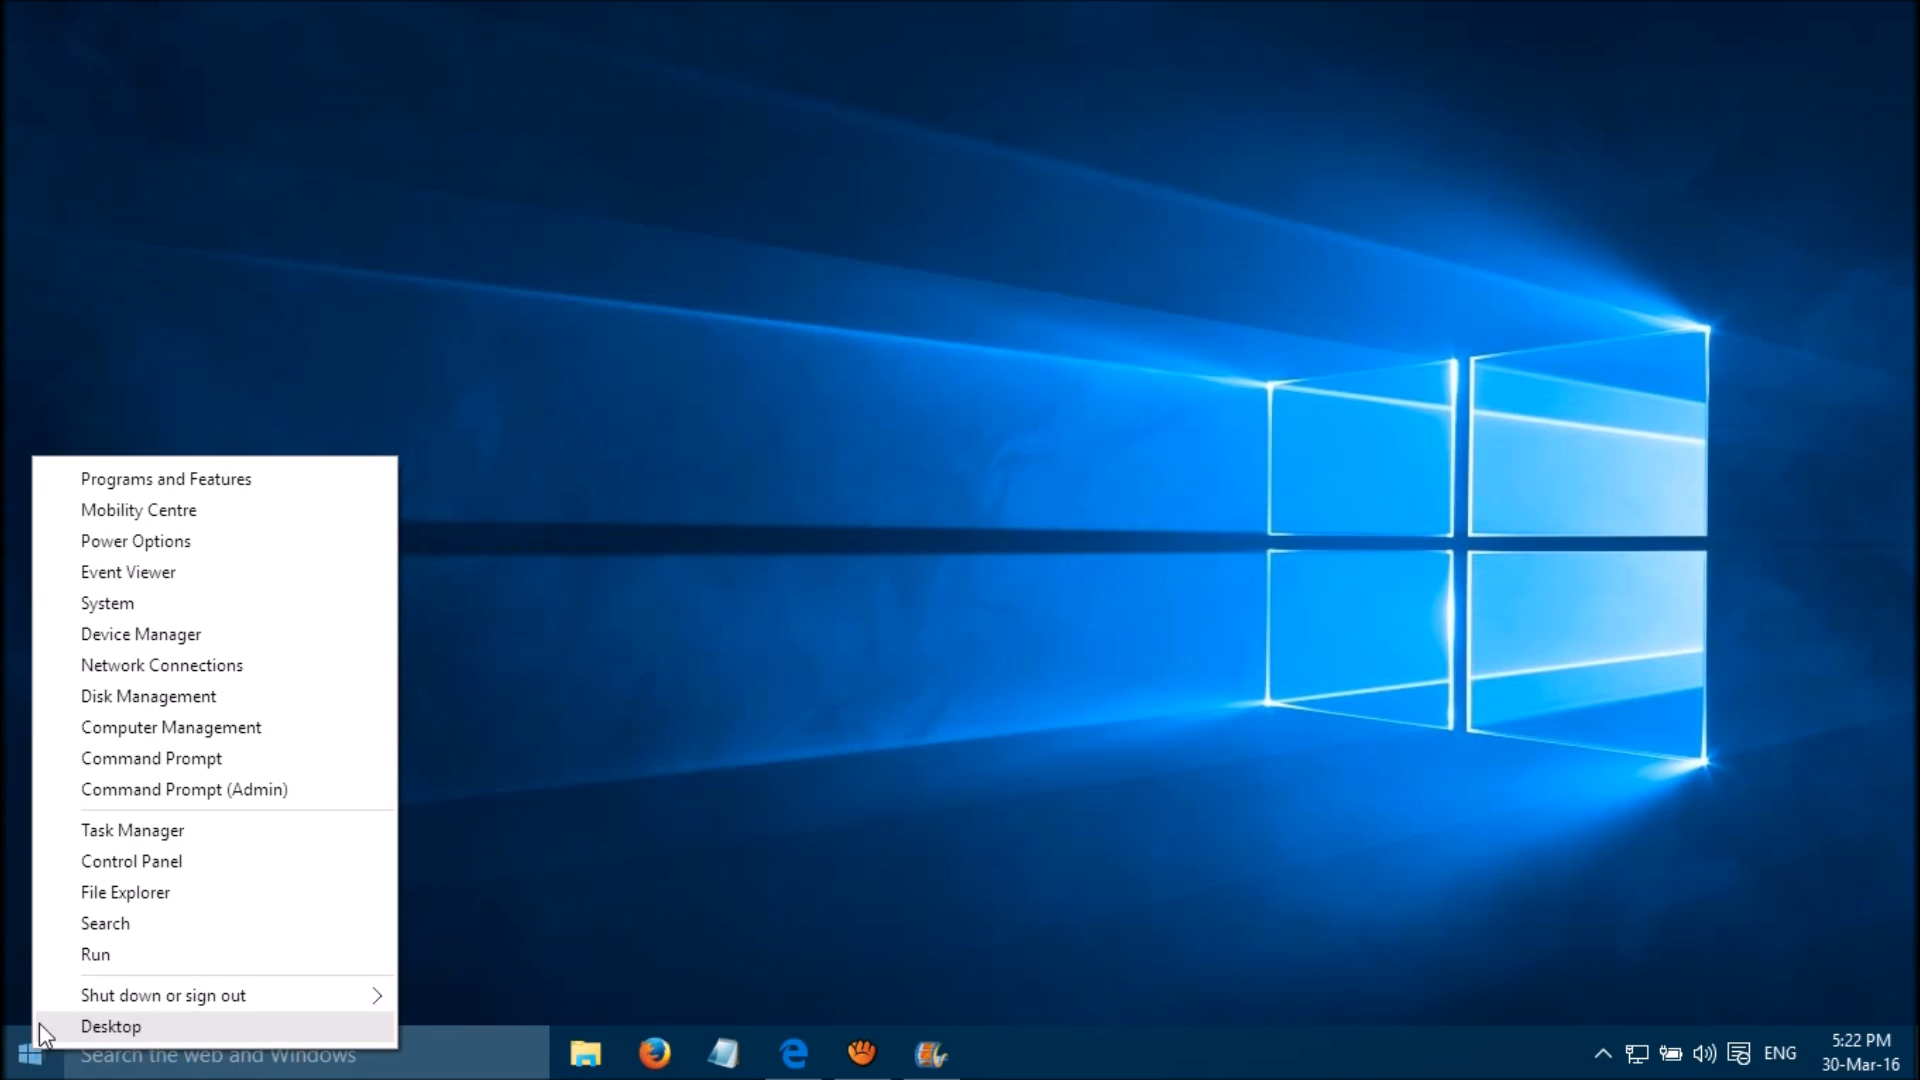 Programs and Features
Mobility Centre
Power Options
Event Viewer
System
Device Manager
Network Connections
Disk Management
Computer Management
Command Prompt
Command Prompt (Admin)
Task Manager
Control Panel
File Explorer
Search
Run
Shut down or sign out
Desktop
Search the web and Windows
ENG
5:22 PM
30-Mar-16